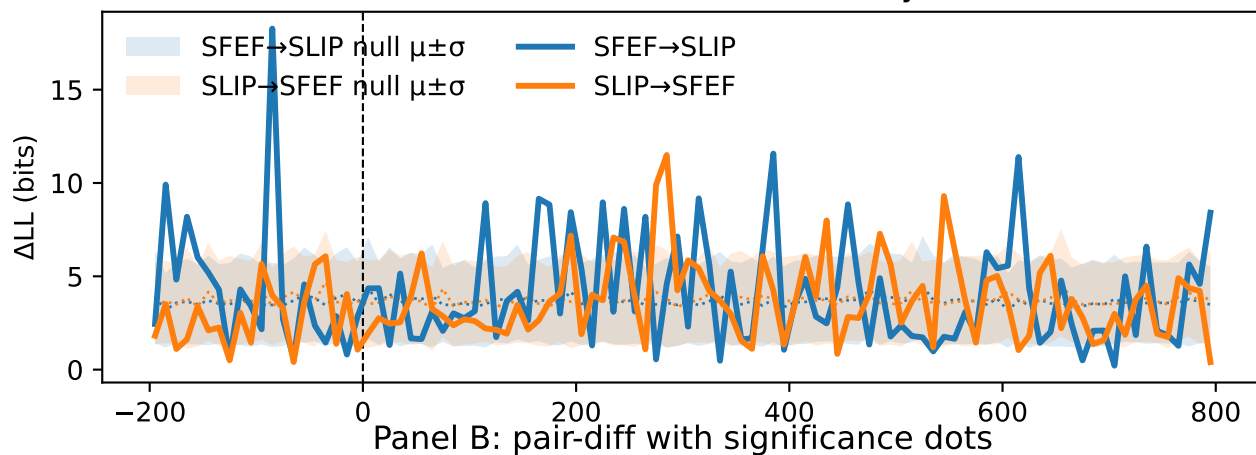 SFEF→SLIP null μ±σ
SLIP→SFEF null μ±σ
SFEF→SLIP
SLIP→SFEF
15
10
5
0
ΔLL (bits)
−200 0 200 400 600 800
Panel B: pair-diff with significance dots